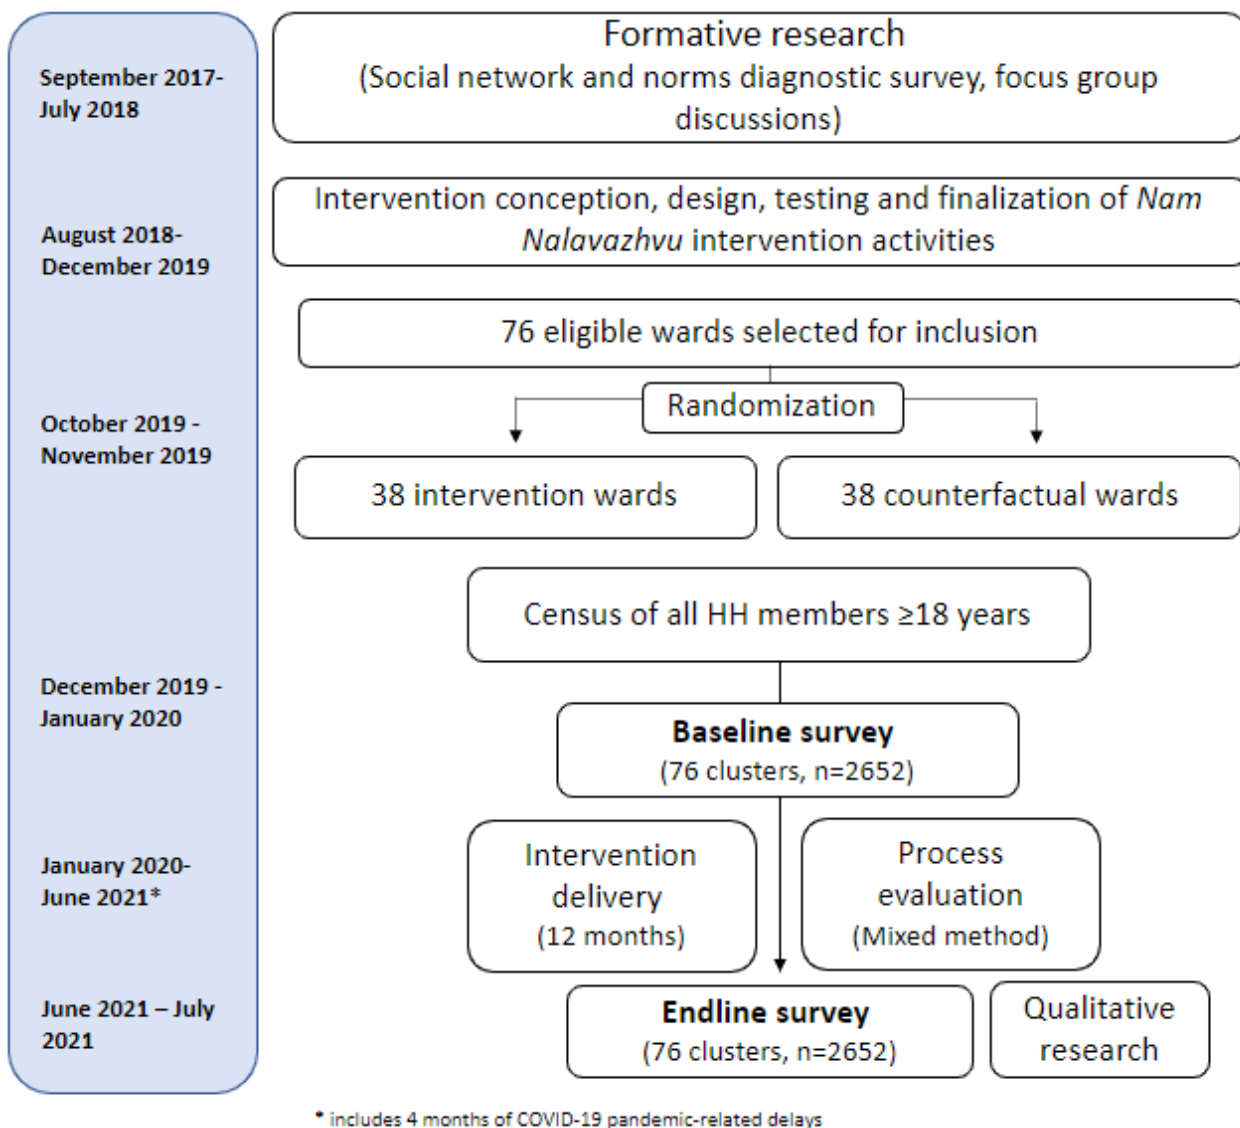 September 2017-
July 2018
Formative research
(Social network and norms diagnostic survey, focus group
discussions)
August 2018-
December 2019
Intervention conception, design, testing and finalization of Nam
Nalavazhvu intervention activities
76 eligible wards selected for inclusion
Randomization
October 2019 -
November 2019
38 intervention wards
38 counterfactual wards
Census of all HH members ≥18 years
December 2019 -
January 2020
Baseline survey
(76 clusters, n=2652)
January 2020-
June 2021*
Intervention
delivery
(12 months)
Process
evaluation
(Mixed method)
June 2021 – July
2021
Endline survey
(76 clusters, n=2652)
Qualitative
research
* includes 4 months of COVID-19 pandemic-related delays